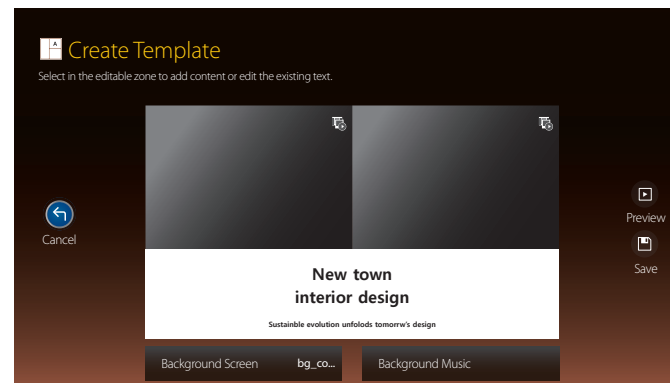 Create Template
Select in the editable zone to add content or edit the existing text.
Cancel
New town
interior design
Sustainble evolution unfolods tomorrw's design
Preview
Save
Background Screen bg_co...
Background Music